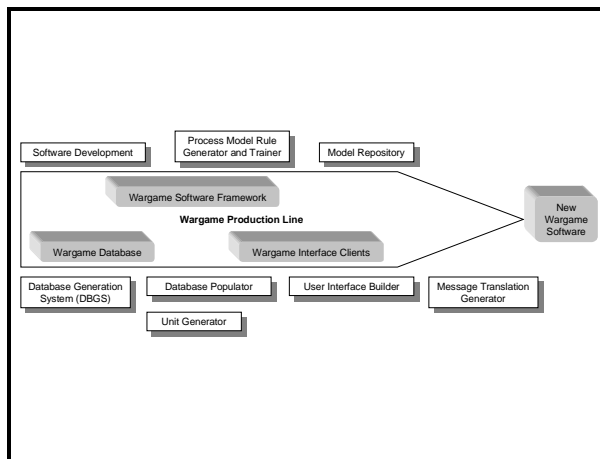 Software Development
Process Model Rule
Generator and Trainer
Model Repository
Wargame Software Framework
Wargame Production Line
Wargame Database
Wargame Interface Clients
New
Wargame
Software
Database Generation
System (DBGS)
Database Populator
User Interface Builder
Message Translation
Generator
Unit Generator